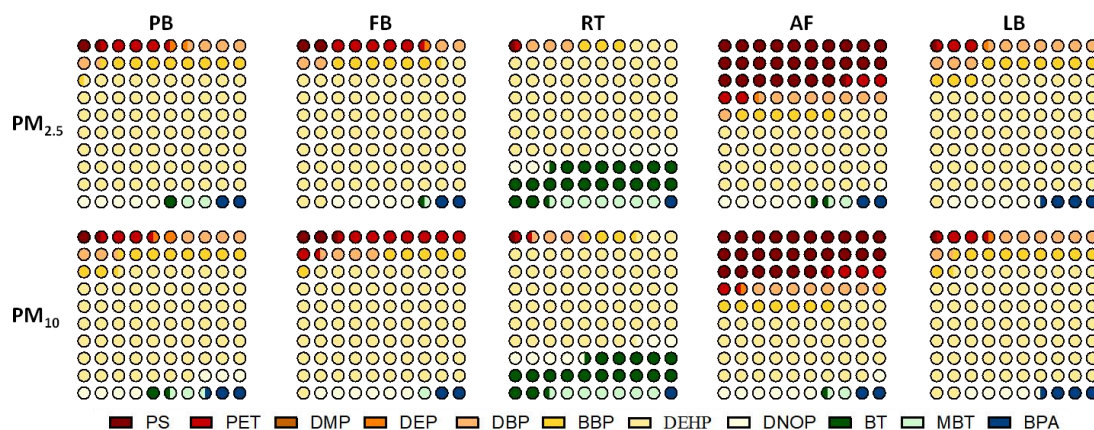 PB FB RT AF LB
PM2.5
PM10
PS PET DMP DEP DBP BBP DEHP DNOP BT MBT BPA